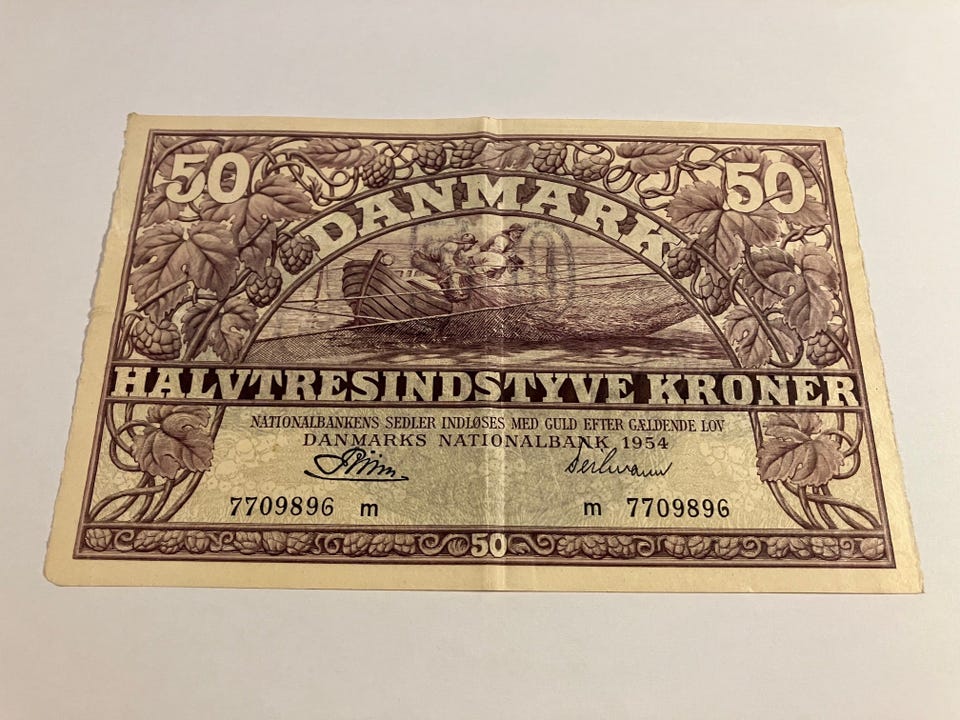 50 50
DANMARK
HALVTRESINDSTYVE KRONER
NATIONALBANKENS SEDLER INDLØSES MED GULD EFTER GÆLDENDE LOV
DANMARKS NATIONALBANK, 1954
7709896 m m 7709896
50